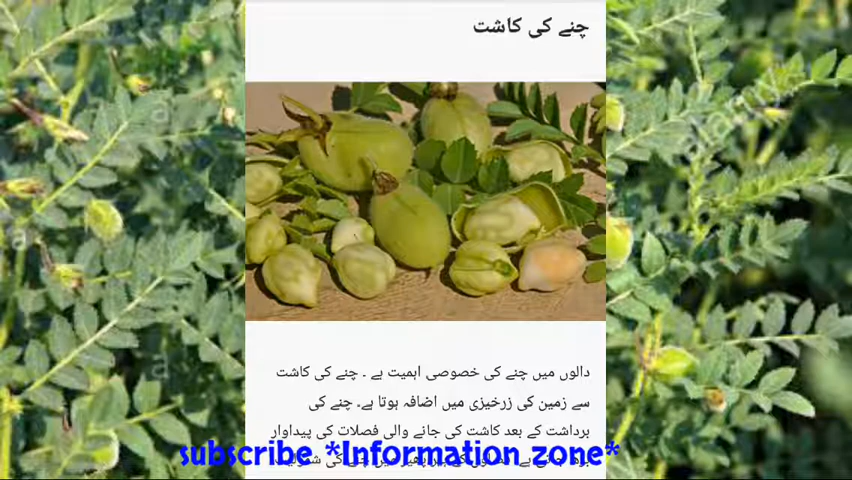 چنے کی کاشت
دالوں میں چنے کی خصوصی اہمیت ہے ۔ چنے کی کاشت
سے زمین کی زرخیزی میں اضافہ ہوتا ہے۔ چنے کی
برداشت کے بعد کاشت کی جانے والی فصلات کی پیداوار
subscribe *Information zone*